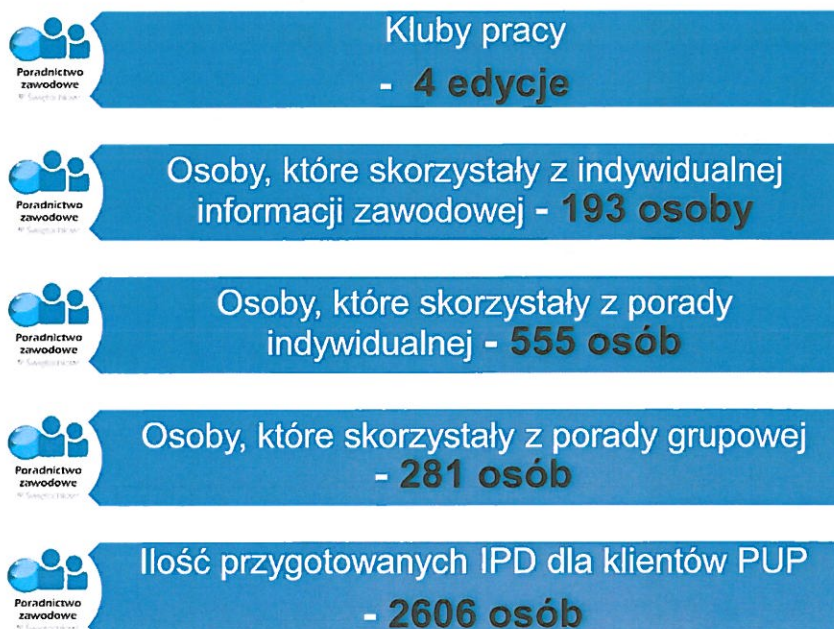 Kluby pracy
- 4 edycje
Poradnictwo
zawodowe
Osoby, które skorzystały z indywidualnej
informacji zawodowej - 193 osoby
Poradnictwo
zawodowe
Osoby, które skorzystały z porady
indywidualnej - 555 osób
Poradnictwo
zawodowe
Osoby, które skorzystały z porady grupowej
- 281 osób
Poradnictwo
zawodowe
Ilość przygotowanych IPD dla klientów PUP
- 2606 osób
Poradnictwo
zawodowe